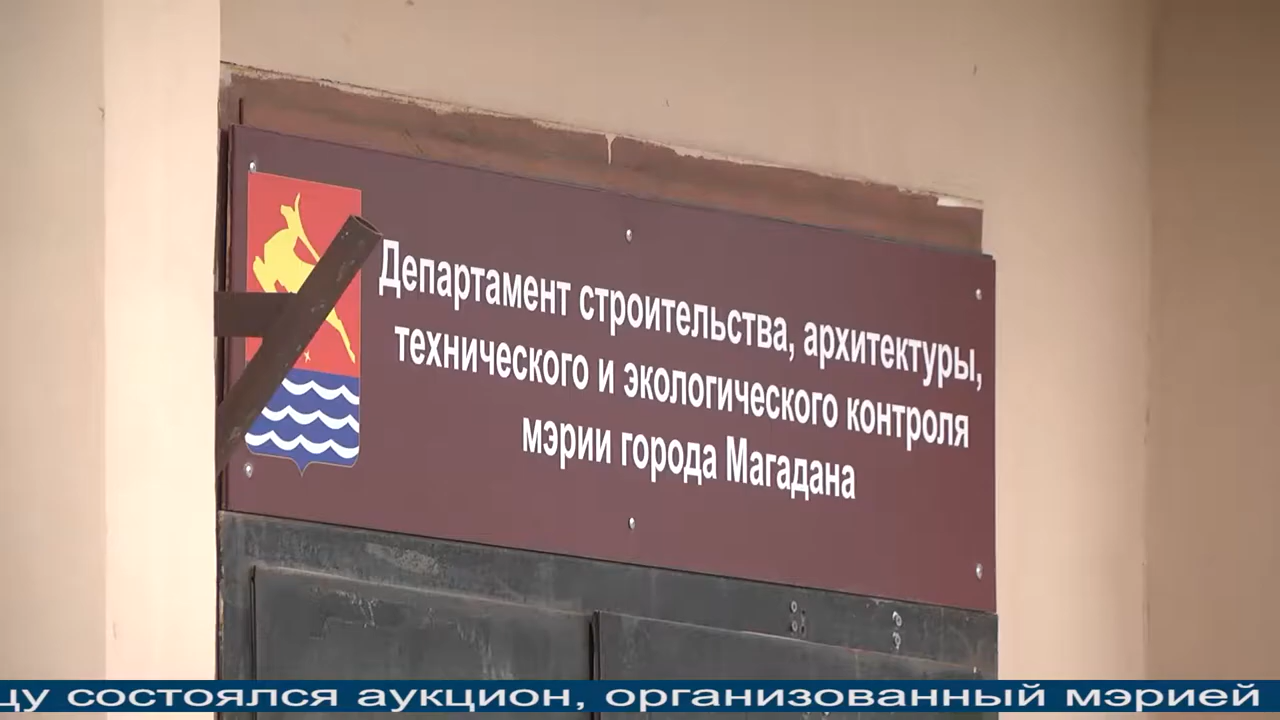 Департамент строительства, архитектуры,
технического и экологического контроля
мэрии города Магадана
состоялся аукцион, организованный мэрией